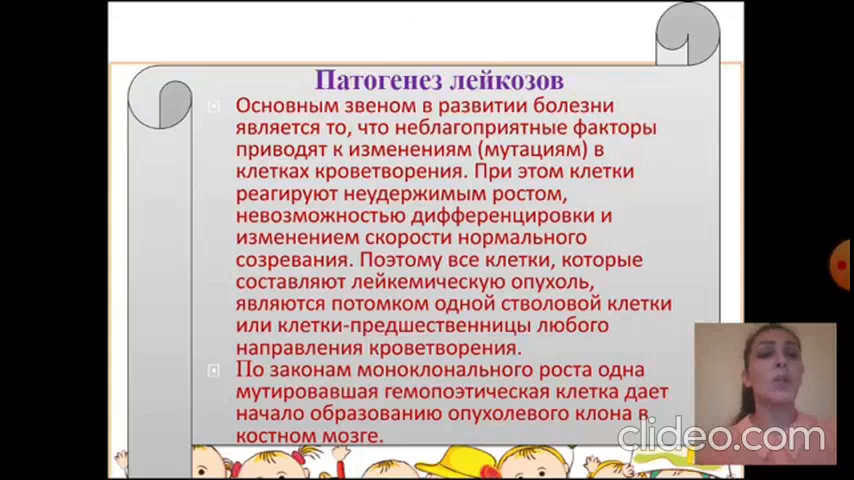 Патогенез лейкозов
Основным звеном в развитии болезни
является то, что неблагоприятные факторы
приводят к изменениям (мутациям) в
клетках кроветворения. При этом клетки
реагируют неудержимым ростом,
невозможностью дифференцировки и
изменением скорости нормального
созревания. Поэтому все клетки, которые
составляют лейкемическую опухоль,
являются потомком одной стволовой клетки
или клетки-предшественницы любого
направления кроветворения.
По законам моноклонального роста одна
мутировавшая гемопоэтическая клетка дает
начало образованию опухолевого клона в
костном мозге.
clideo.com